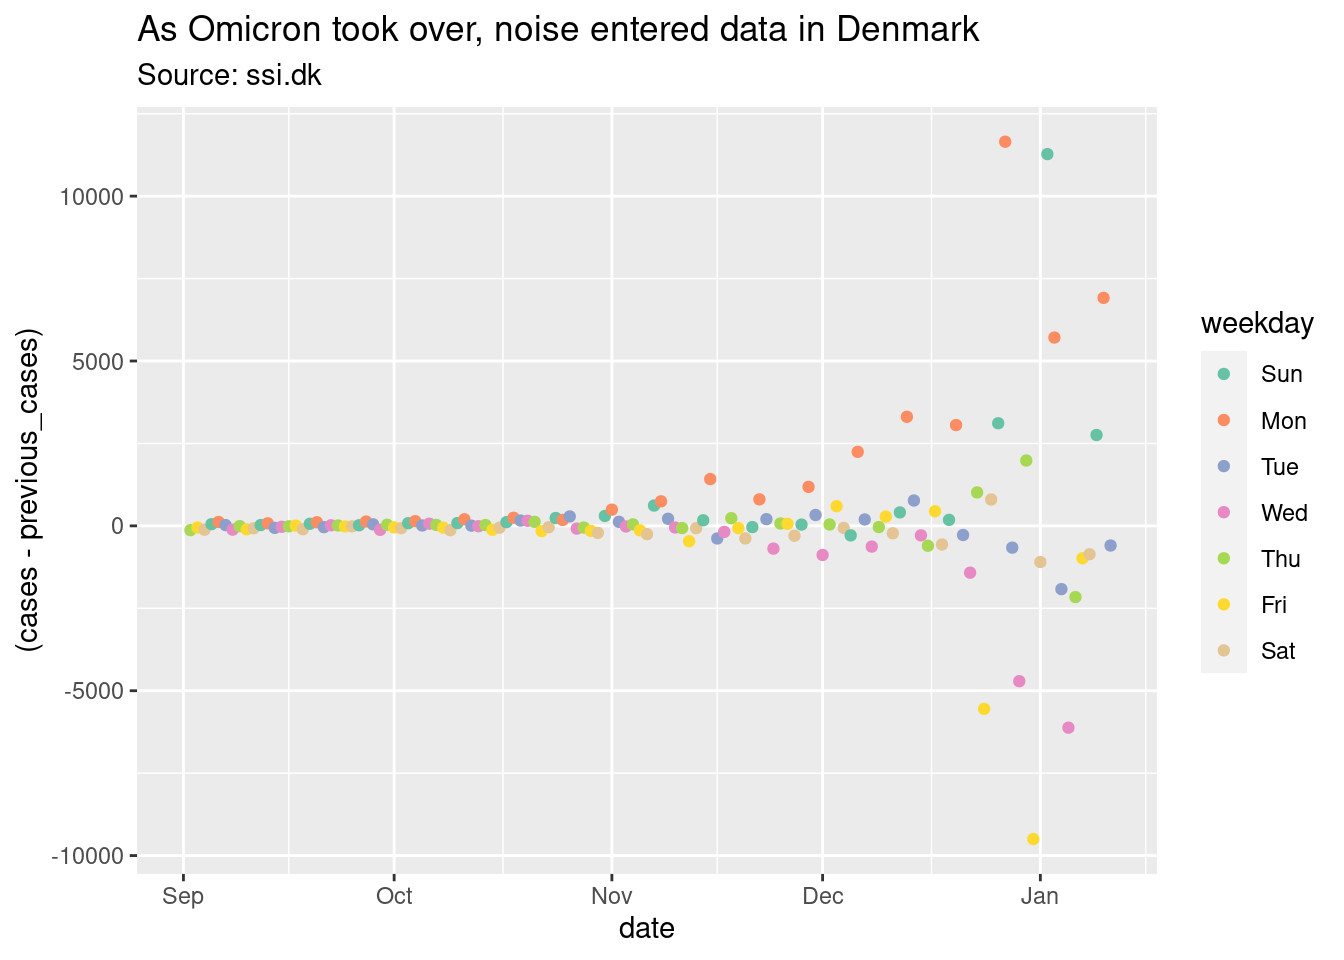 As Omicron took over, noise entered data in Denmark
Source: ssi.dk
(cases - previous_cases)
10000
5000
0
-5000
-10000
Sep
Oct
Nov
Dec
Jan
date
weekday
Sun
Mon
Tue
Wed
Thu
Fri
Sat